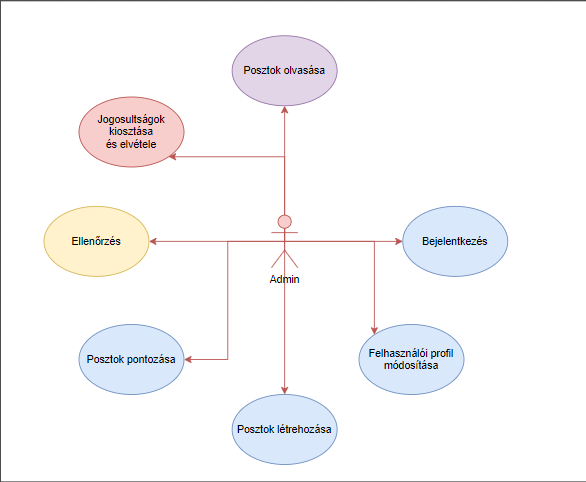 Posztok olvasása
Jogosultságok
kiosztása
és elvétele
Ellenőrzés
Bejelentkezés
Admin
Posztok pontozása
Felhasználói profil
módosítása
Posztok létrehozása